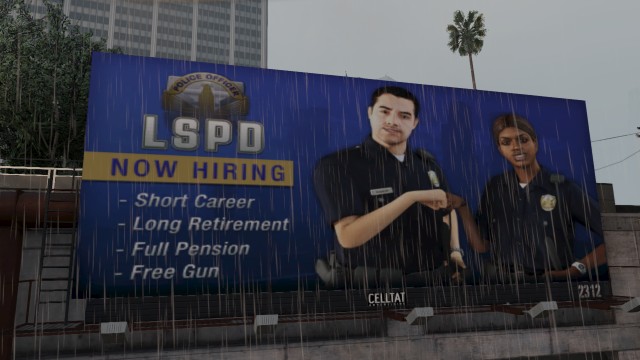 POLICE OFFICER
LSPD
NOW HIRING
- Short Career
- Long Retirement
- Full Pension
- Free Gun
CELLTAT
2312